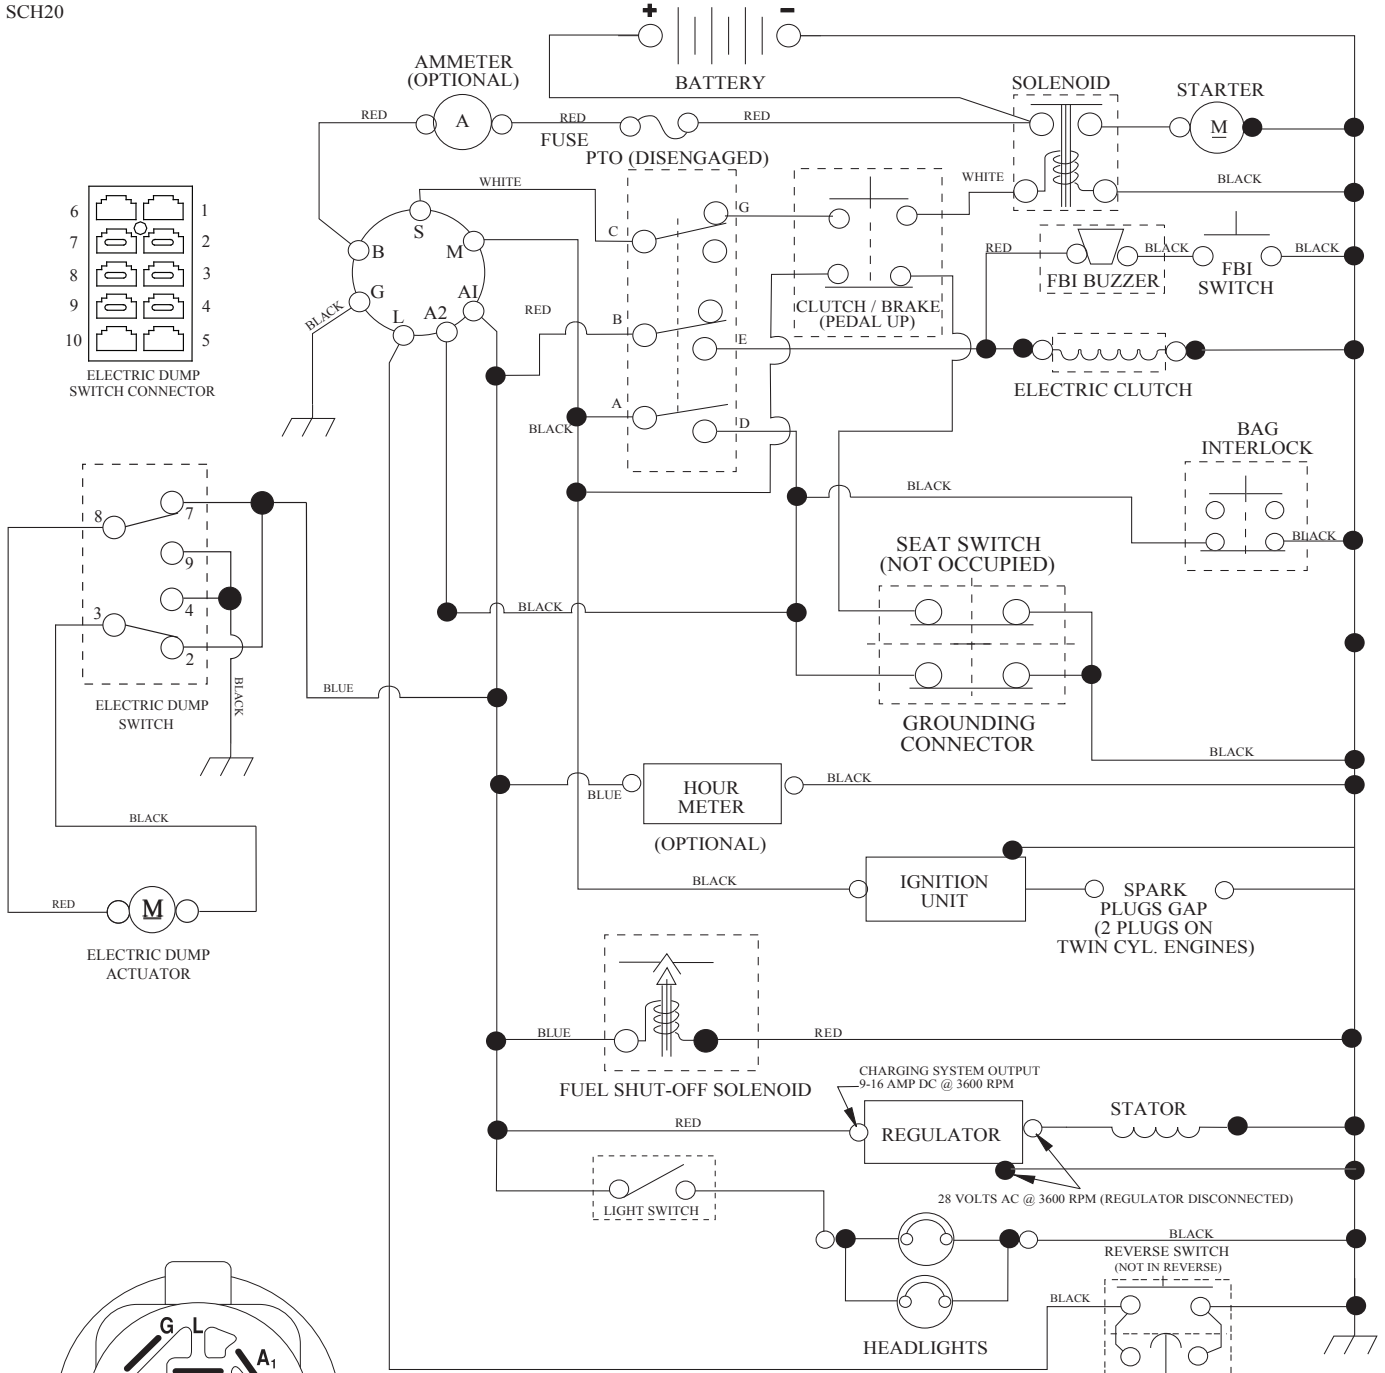 SCH20
+ -
BATTERY
AMMETER
(OPTIONAL)
RED
A
RED
FUSE
RED
SOLENOID
STARTER
M
PTO (DISENGAGED)
WHITE
WHITE
BLACK
S
B
M
G
L
A2
A1
BLACK
RED
C
G
B
E
A
D
BLACK
CLUTCH / BRAKE
(PEDAL UP)
RED
FBI BUZZER
BLACK
FBI
SWITCH
BLACK
ELECTRIC CLUTCH
6 1
7 2
8 3
9 4
10 5
ELECTRIC DUMP
SWITCH CONNECTOR
BAG
INTERLOCK
BLACK
BLACK
8
7
9
4
3
2
BLACK
ELECTRIC DUMP
SWITCH
BLUE
BLACK
SEAT SWITCH
(NOT OCCUPIED)
GROUNDING
CONNECTOR
BLACK
BLUE
HOUR
METER
BLACK
(OPTIONAL)
BLACK
RED
M
ELECTRIC DUMP
ACTUATOR
BLACK
IGNITION
UNIT
SPARK
PLUGS GAP
(2 PLUGS ON
TWIN CYL. ENGINES)
BLUE
RED
FUEL SHUT-OFF SOLENOID
CHARGING SYSTEM OUTPUT
9-16 AMP DC @ 3600 RPM
RED
REGULATOR
STATOR
28 VOLTS AC @ 3600 RPM (REGULATOR DISCONNECTED)
LIGHT SWITCH
BLACK
REVERSE SWITCH
(NOT IN REVERSE)
BLACK
HEADLIGHTS
G
L
A1